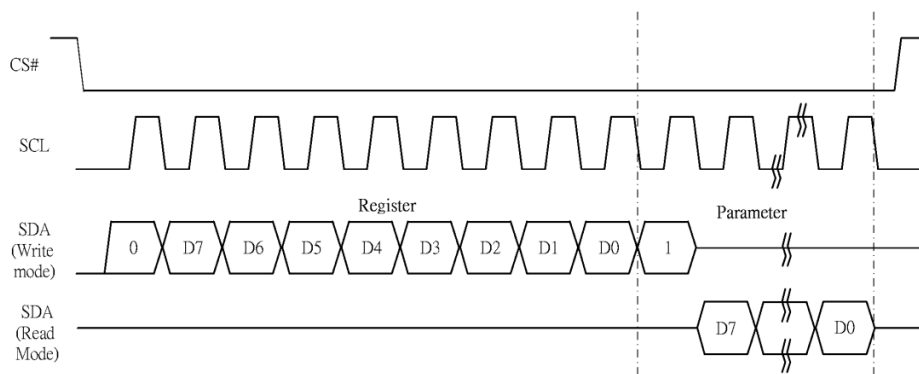 CS#
SCL
Register
Parameter
SDA
(Write
mode)
0 D7 D6 D5 D4 D3 D2 D1 D0 1
SDA
(Read
Mode)
D7 D0